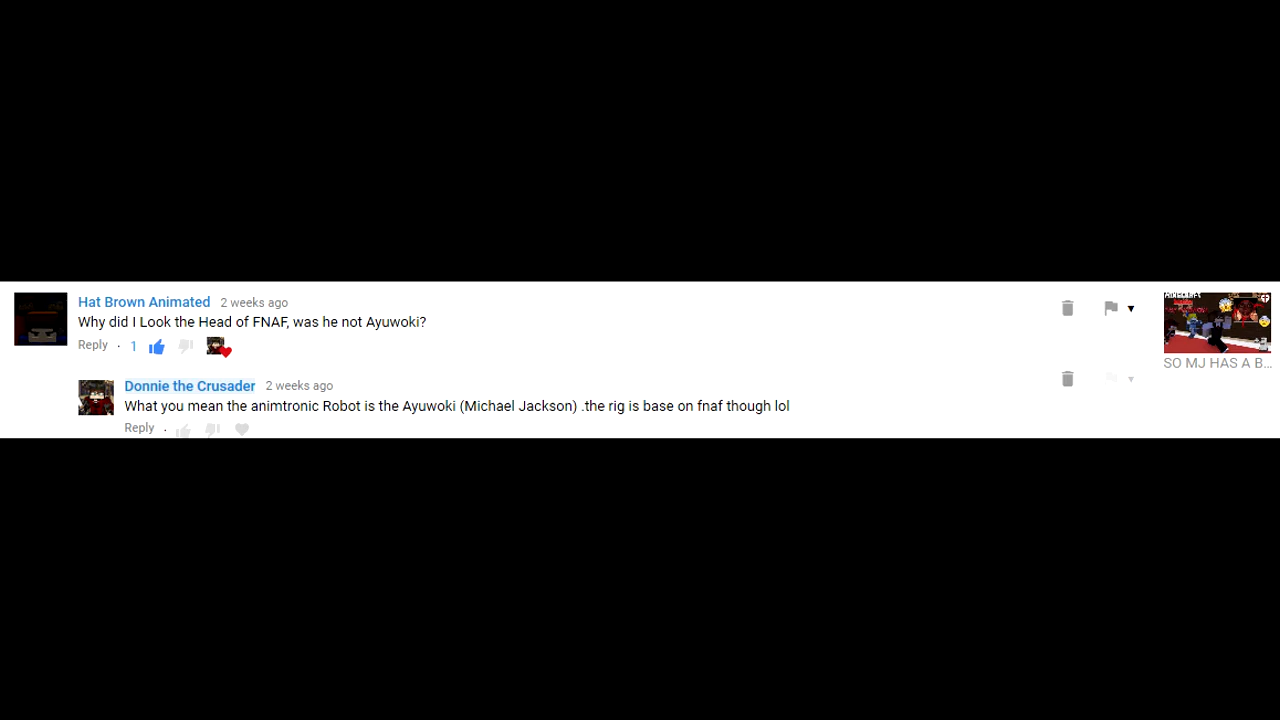 Hat Brown Animated 2 weeks ago
Why did I Look the Head of FNAF, was he not Ayuwoki?
Reply · 1
SO MJ HAS A B...
Donnie the Crusader 2 weeks ago
What you mean the animtronic Robot is the Ayuwoki (Michael Jackson) .the rig is base on fnaf though lol
Reply ·